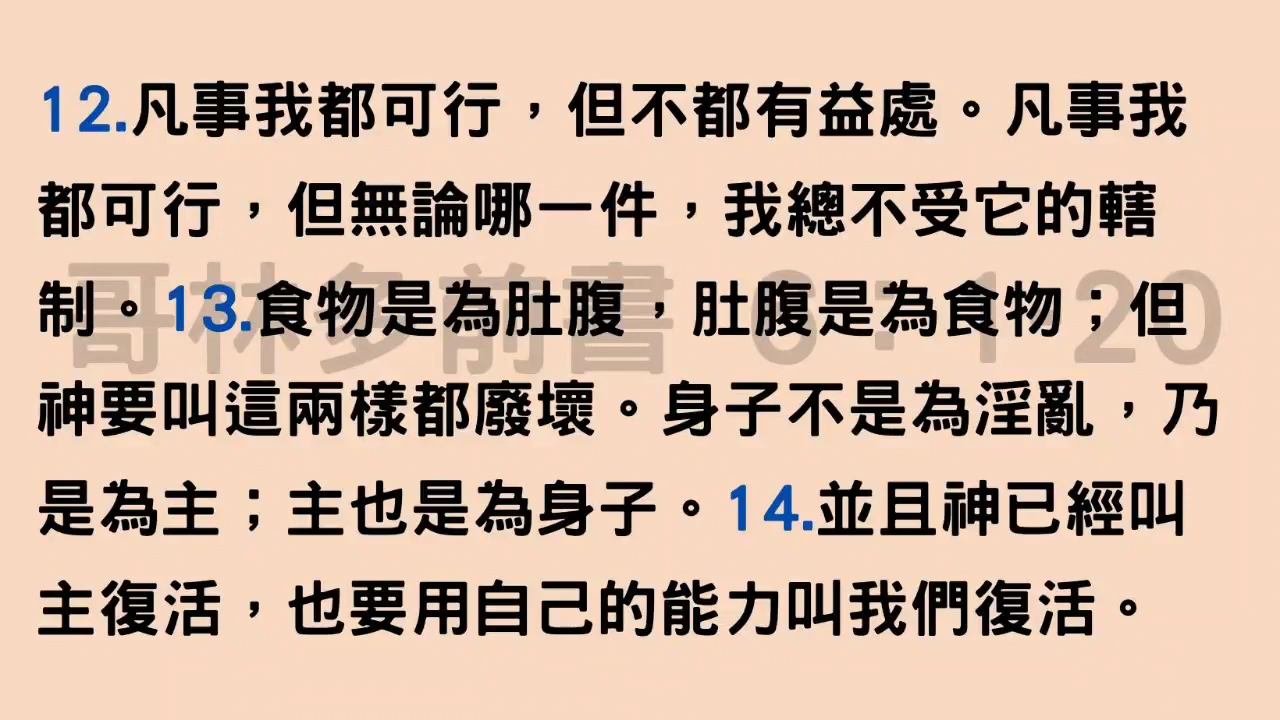 12.凡事我都可行，但不都有益處。凡事我
都可行，但無論哪一件，我總不受它的轄
制。13.食物是為肚腹，肚腹是為食物；但
神要叫這兩樣都廢壞。身子不是為淫亂，乃
是為主；主也是為身子。14.並且神已經叫
主復活，也要用自己的能力叫我們復活。
哥林多前書 6：1 20